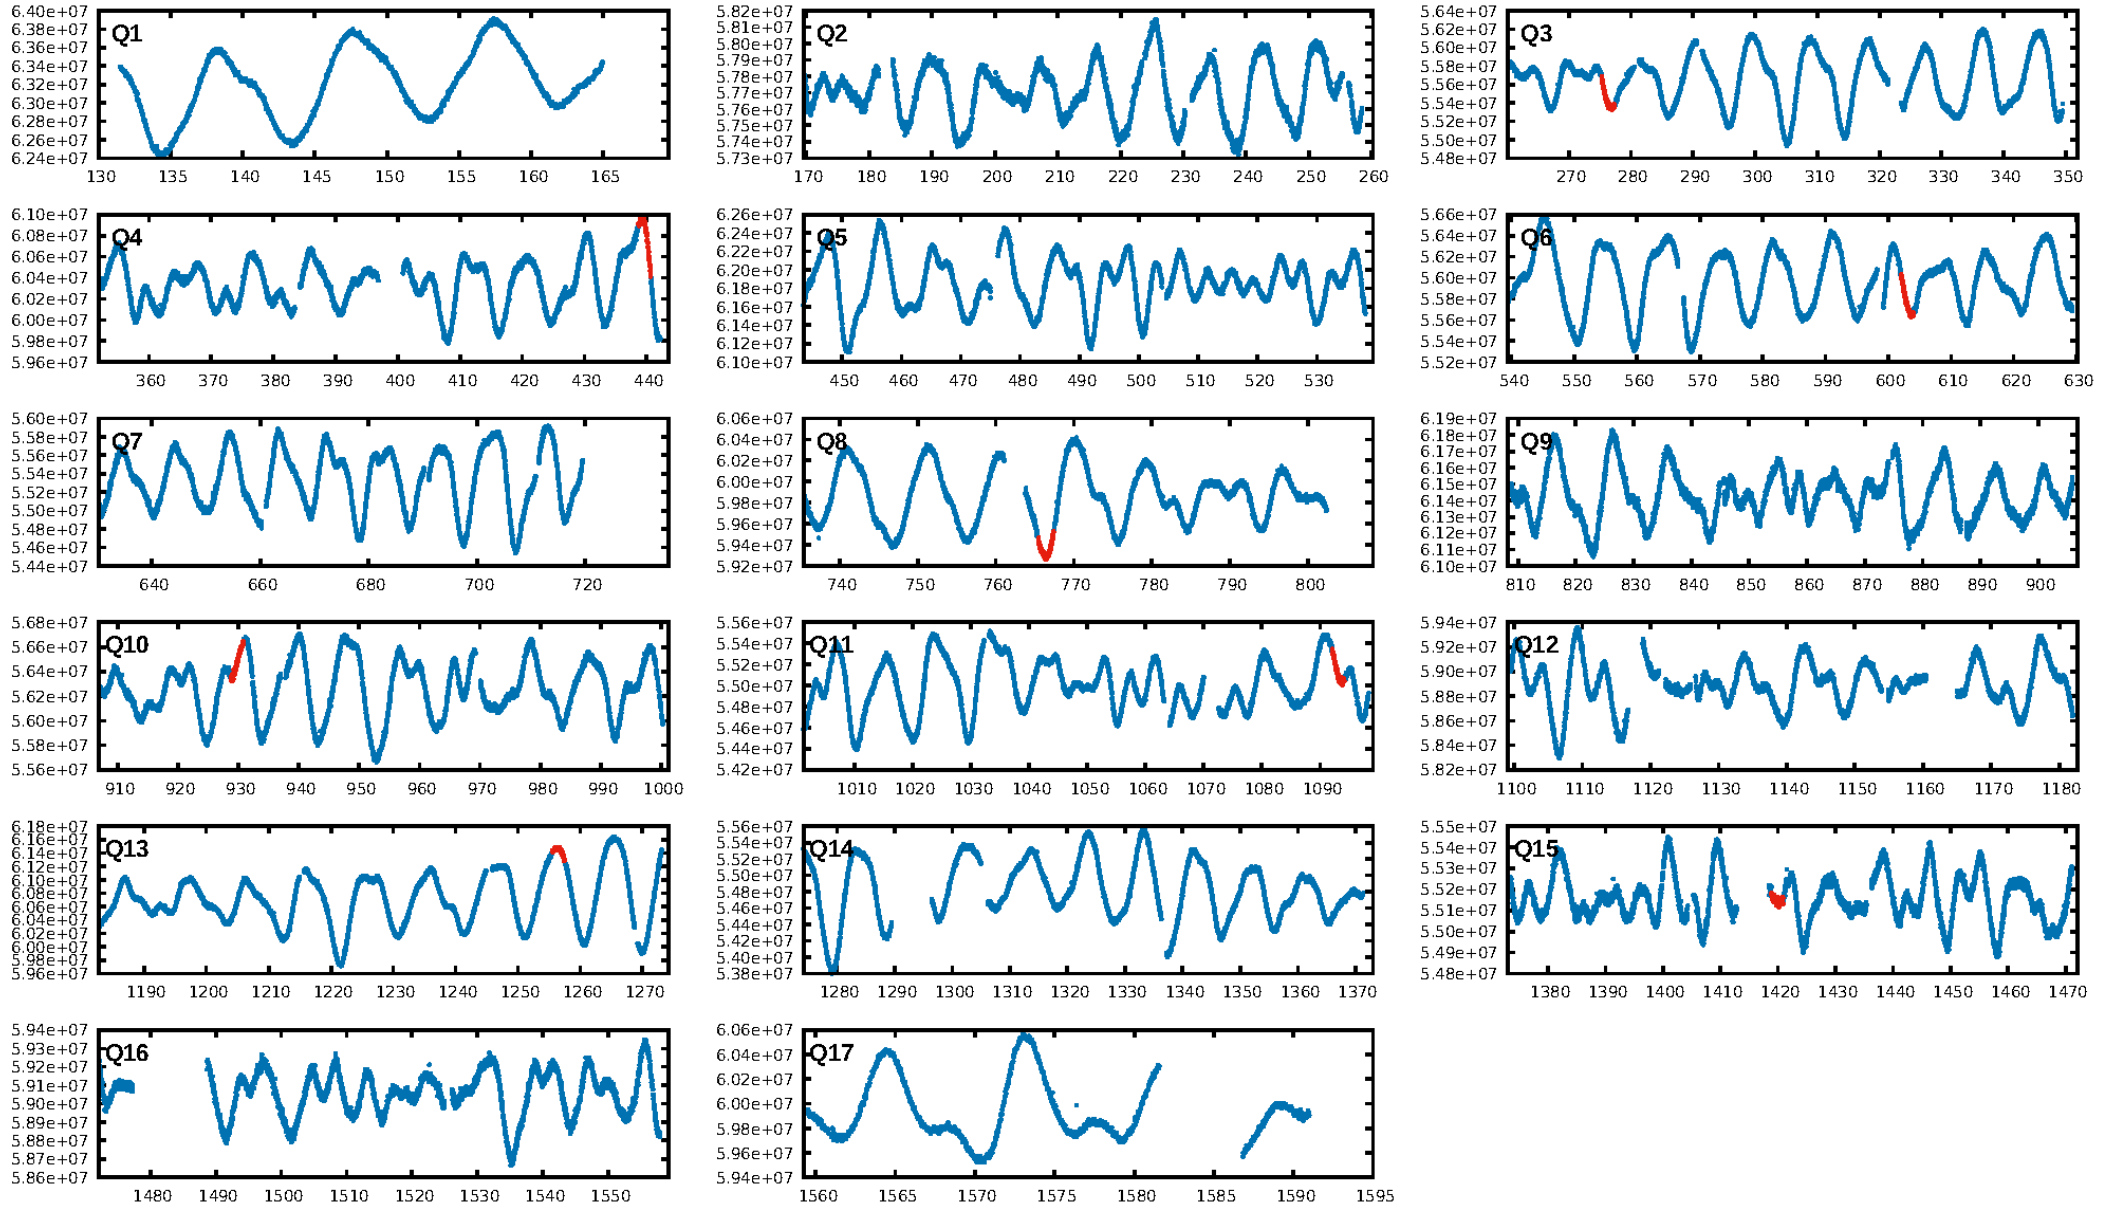 6.40e+07
6.38e+07
6.36e+07
6.34e+07
6.32e+07
6.30e+07
6.28e+07
6.26e+07
6.24e+07
Q1
130 135 140 145 150 155 160 165
5.82e+07
5.81e+07
5.80e+07
5.79e+07
5.78e+07
5.77e+07
5.76e+07
5.75e+07
5.74e+07
5.73e+07
Q2
170 180 190 200 210 220 230 240 250 260
5.64e+07
5.62e+07
5.60e+07
5.58e+07
5.56e+07
5.54e+07
5.52e+07
5.50e+07
5.48e+07
Q3
270 280 290 300 310 320 330 340 350
6.10e+07
6.08e+07
6.06e+07
6.04e+07
6.02e+07
6.00e+07
5.98e+07
5.96e+07
Q4
360 370 380 390 400 410 420 430 440
6.26e+07
6.24e+07
6.22e+07
6.20e+07
6.18e+07
6.16e+07
6.14e+07
6.12e+07
6.10e+07
Q5
450 460 470 480 490 500 510 520 530
5.66e+07
5.64e+07
5.62e+07
5.60e+07
5.58e+07
5.56e+07
5.54e+07
5.52e+07
Q6
540 550 560 570 580 590 600 610 620 630
5.60e+07
5.58e+07
5.56e+07
5.54e+07
5.52e+07
5.50e+07
5.48e+07
5.46e+07
5.44e+07
Q7
640 660 680 700 720
6.06e+07
6.04e+07
6.02e+07
6.00e+07
5.98e+07
5.96e+07
5.94e+07
5.92e+07
Q8
740 750 760 770 780 790 800
6.19e+07
6.18e+07
6.17e+07
6.16e+07
6.15e+07
6.14e+07
6.13e+07
6.12e+07
6.11e+07
6.10e+07
Q9
810 820 830 840 850 860 870 880 890 900
5.68e+07
5.66e+07
5.64e+07
5.62e+07
5.60e+07
5.58e+07
5.56e+07
Q10
910 920 930 940 950 960 970 980 990 1000
5.56e+07
5.54e+07
5.52e+07
5.50e+07
5.48e+07
5.46e+07
5.44e+07
5.42e+07
Q11
1010 1020 1030 1040 1050 1060 1070 1080 1090
5.94e+07
5.92e+07
5.90e+07
5.88e+07
5.86e+07
5.84e+07
5.82e+07
Q12
1100 1110 1120 1130 1140 1150 1160 1170 1180
6.18e+07
6.16e+07
6.14e+07
6.12e+07
6.10e+07
6.08e+07
6.06e+07
6.04e+07
6.02e+07
6.00e+07
5.98e+07
5.96e+07
Q13
1190 1200 1210 1220 1230 1240 1250 1260 1270
5.56e+07
5.54e+07
5.52e+07
5.50e+07
5.48e+07
5.46e+07
5.44e+07
5.42e+07
5.40e+07
5.38e+07
Q14
1280 1290 1300 1310 1320 1330 1340 1350 1360 1370
5.55e+07
5.54e+07
5.53e+07
5.52e+07
5.51e+07
5.50e+07
5.49e+07
5.48e+07
Q15
1380 1390 1400 1410 1420 1430 1440 1450 1460 1470
5.94e+07
5.93e+07
5.92e+07
5.91e+07
5.90e+07
5.89e+07
5.88e+07
5.87e+07
5.86e+07
Q16
1480 1490 1500 1510 1520 1530 1540 1550
6.06e+07
6.04e+07
6.02e+07
6.00e+07
5.98e+07
5.96e+07
5.94e+07
Q17
1560 1565 1570 1575 1580 1585 1590 1595